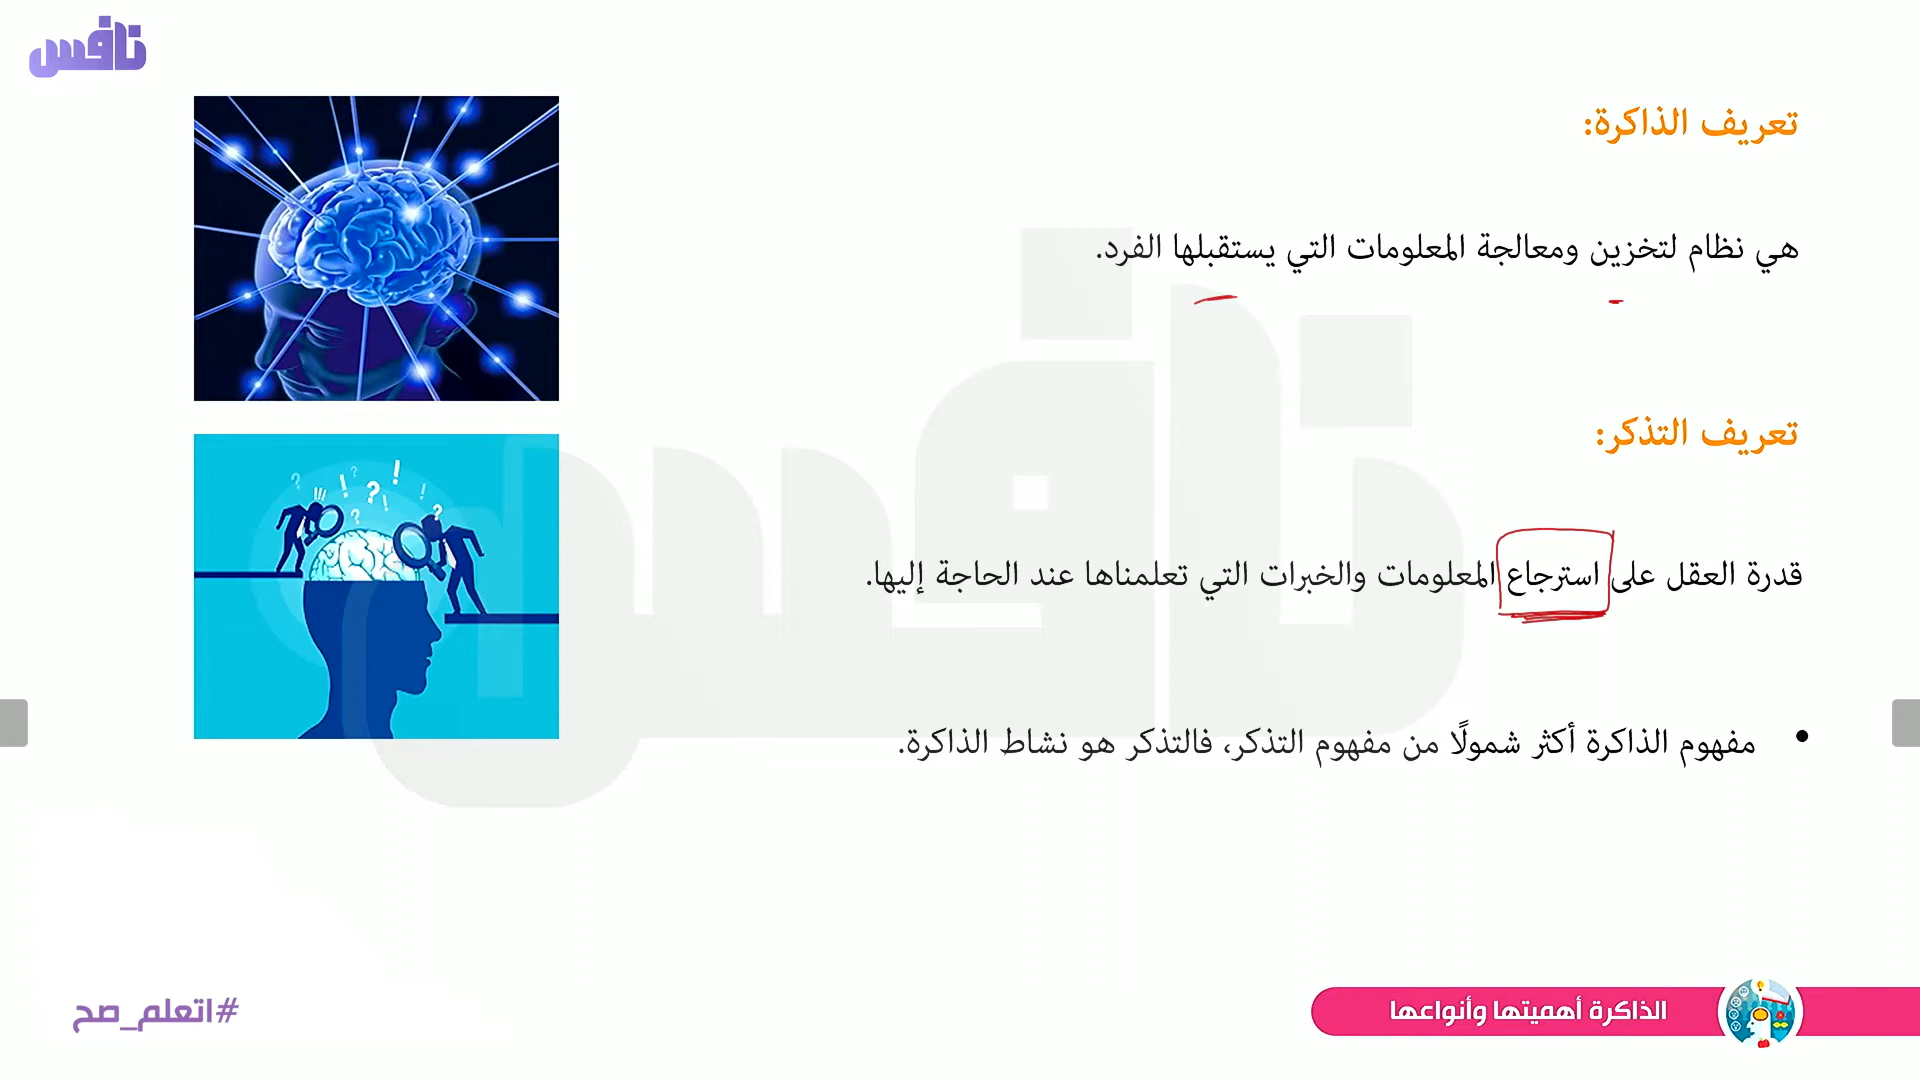 نافس
تعريف الذاكرة:
هي نظام لتخزين ومعالجة المعلومات التي يستقبلها الفرد.
تعريف التذكر:
قدرة العقل على استرجاع المعلومات والخبرات التي تعلمناها عند الحاجة إليها.
• مفهوم الذاكرة أكثر شمولًا من مفهوم التذكر، فالتذكر هو نشاط الذاكرة.
الذاكرة أهميتها وأنواعها
#اتعلم_صح